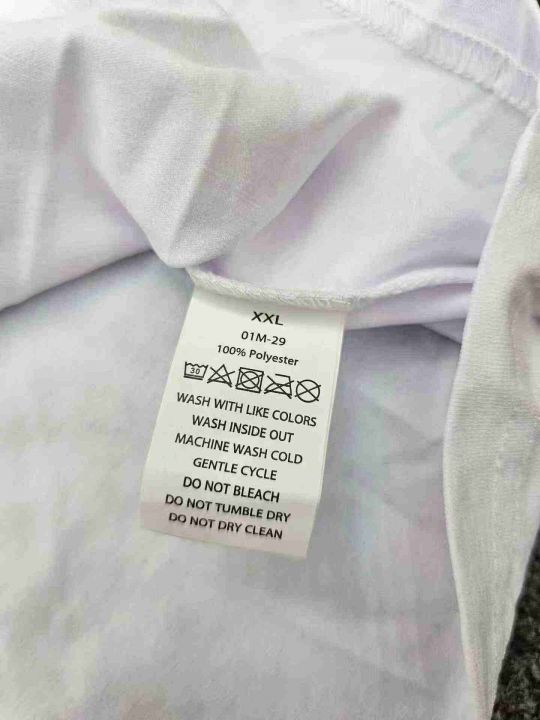 XXL
01M-29
100% Polyester
30
WASH WITH LIKE COLORS
WASH INSIDE OUT
MACHINE WASH COLD
GENTLE CYCLE
DO NOT BLEACH
DO NOT TUMBLE DRY
DO NOT DRY CLEAN